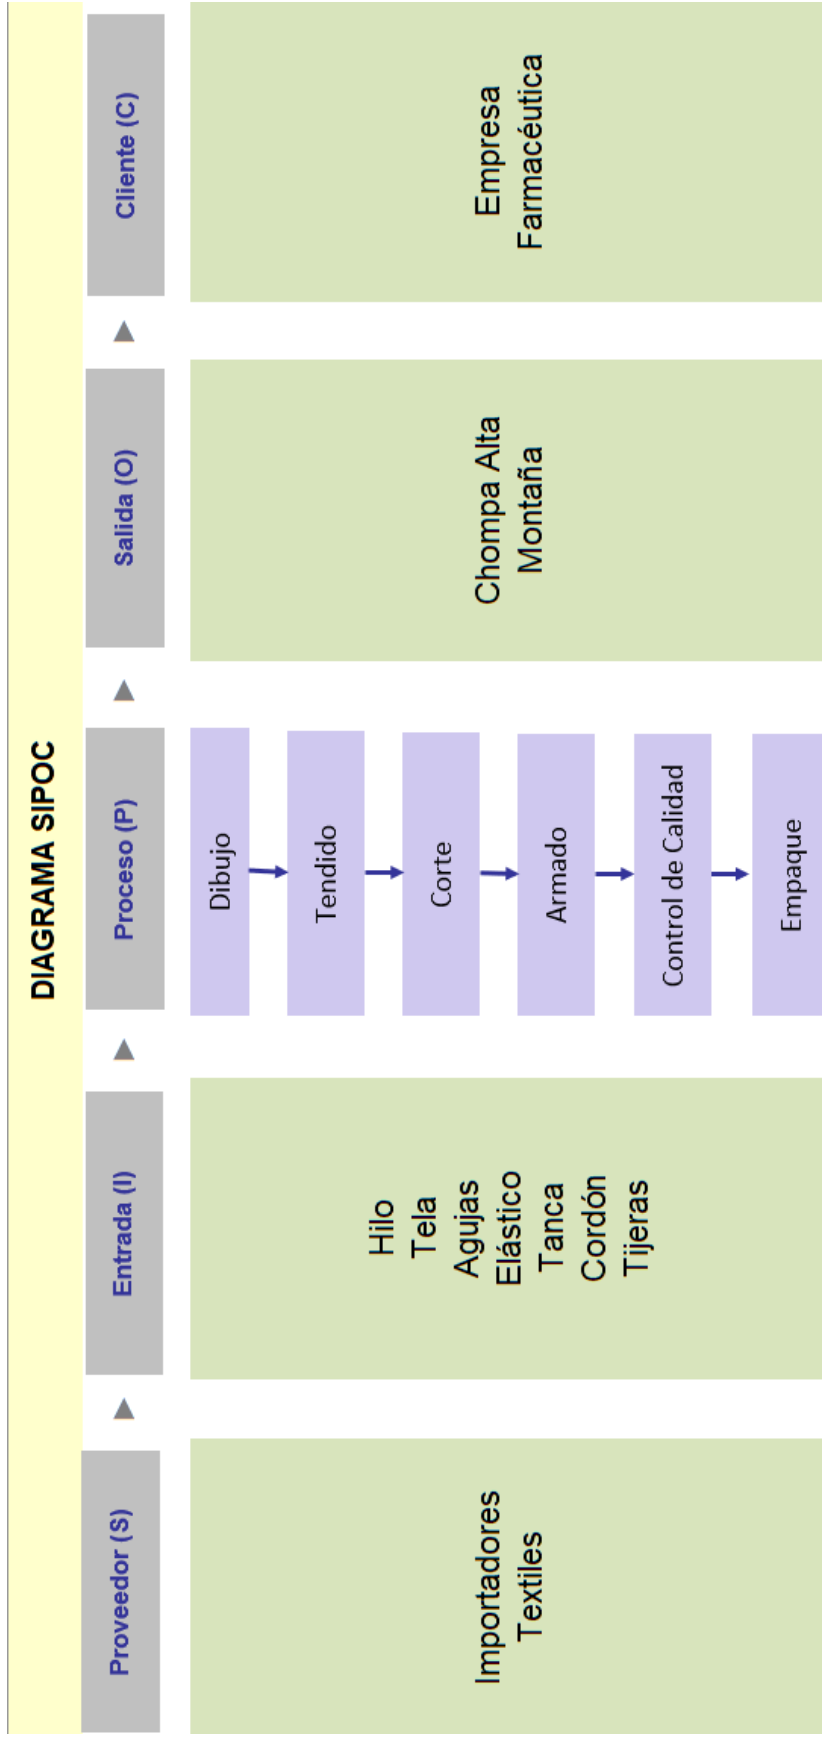 DIAGRAMA SIPOC
Proveedor (S)
Entrada (I)
Proceso (P)
Salida (O)
Cliente (C)
Importadores
Textiles
Hilo
Tela
Agujas
Elástico
Tanca
Cordón
Tijeras
Dibujo
Tendido
Corte
Armado
Control de Calidad
Empaque
Chompa Alta
Montaña
Empresa
Farmacéutica